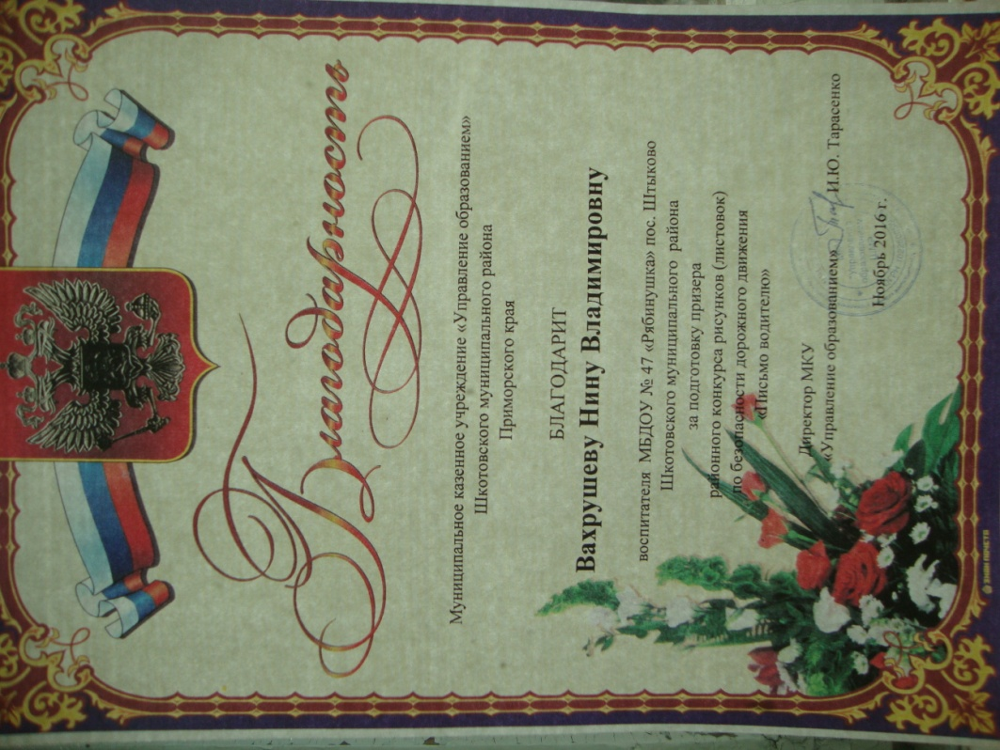 Благодарность
Муниципальное казенное учреждение «Управление образованием»
Шкотовского муниципального района
Приморского края
БЛАГОДАРИТ
Вахрушеву Нину Владимировну
воспитателя МБДОУ № 47 «Рябинушка» пос. Штыково
Шкотовского муниципального района
за подготовку призера
районного конкурса рисунков (листовок)
по безопасности дорожного движения
«Письмо водителю»
Директор МКУ
«Управление образованием» И.Ю. Тарасенко
Ноябрь 2016 г.